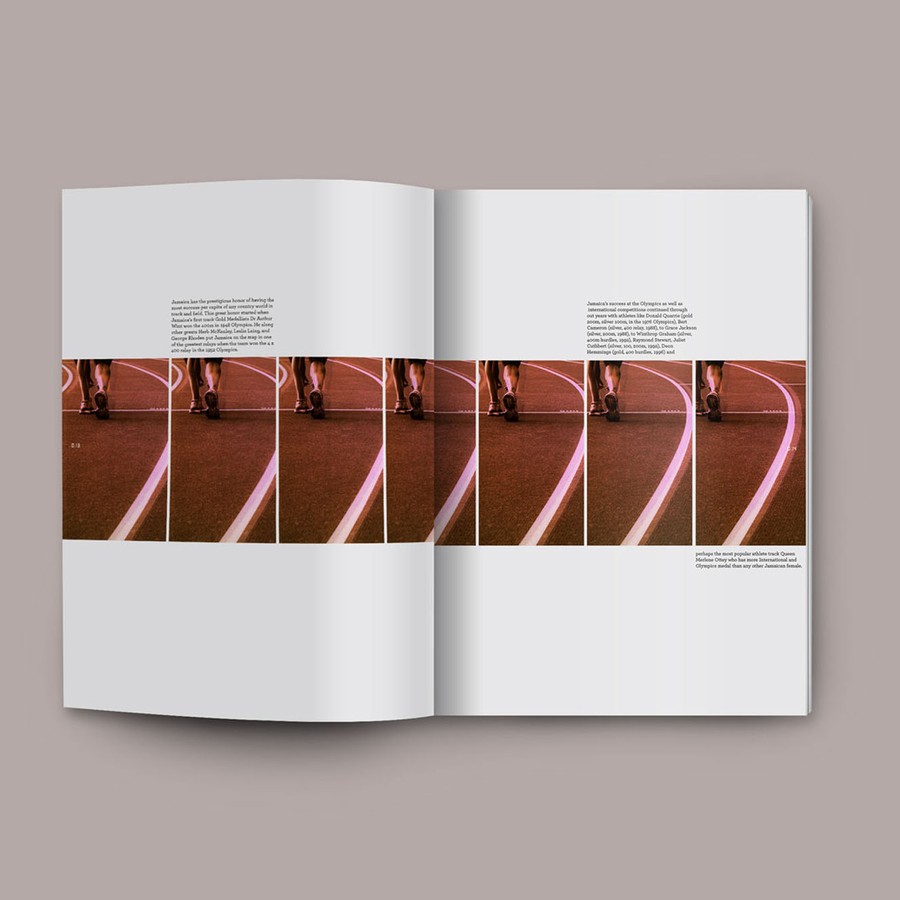 Jamaica has the prestigious honor of having the
most success per capita of any country world in
track and field. This great honor started when
Jamaica's first track Gold Medallists Dr Arthur
Wint won the 400m in 1948 Olympics. He along
other greats Herb McKenley, Leslie Laing, and
George Rhoden put Jamaica on the map in one
of the greatest relays when the team won the 4 x
400 relay in the 1952 Olympics.
Jamaica's success at the Olympics as well as
international competitions continued through
out years with athletes like Donald Quarrie (gold
200m, silver 100m, in the 1976 Olympics), Bert
Cameron (silver, 400 relay, 1988), to Grace Jackson
(silver, 200m, 1988), to Winthrop Graham (silver,
400m hurdles, 1992), Raymond Stewart, Juliet
Cuthbert (silver, 100, 200m, 1992), Deon
Hemmings (gold, 400 hurdles, 1996) and
perhaps the most popular athlete track Queen
Merlene Ottey who has more International and
Olympics medal than any other Jamaican female.